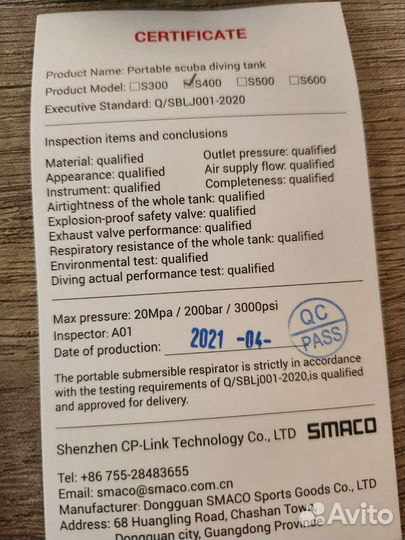 CERTIFICATE
Product Name: Portable scuba diving tank
Product Model: □S300 ☑S400 □S500 □S600
Executive Standard: Q/SBLJ001-2020
Inspection items and conclusions
Material: qualified Outlet pressure: qualified
Appearance: qualified Air supply flow: qualified
Instrument: qualified Completeness: qualified
Airtightness of the whole tank: qualified
Explosion-proof safety valve: qualified
Exhaust valve performance: qualified
Respiratory resistance of the whole tank: qualified
Environmental test: qualified
Diving actual performance test: qualified
Max pressure: 20Mpa / 200bar / 3000psi
Inspector: A01
Date of production: 2021 -04-
QC
PASS
The portable submersible respirator is strictly in accordance
with the testing requirements of Q/SBLJ001-2020,is qualified
and approved for delivery.
Shenzhen CP-Link Technology Co., LTD SMACO
Tel: +86 755-28483655
Email: smaco@smaco.com.cn
Manufacturer: Dongguan SMACO Sports Goods Co., LTD
Address: 68 Huangling Road, Chashan Town,
Dongguan city, Guangdong Province
Avito